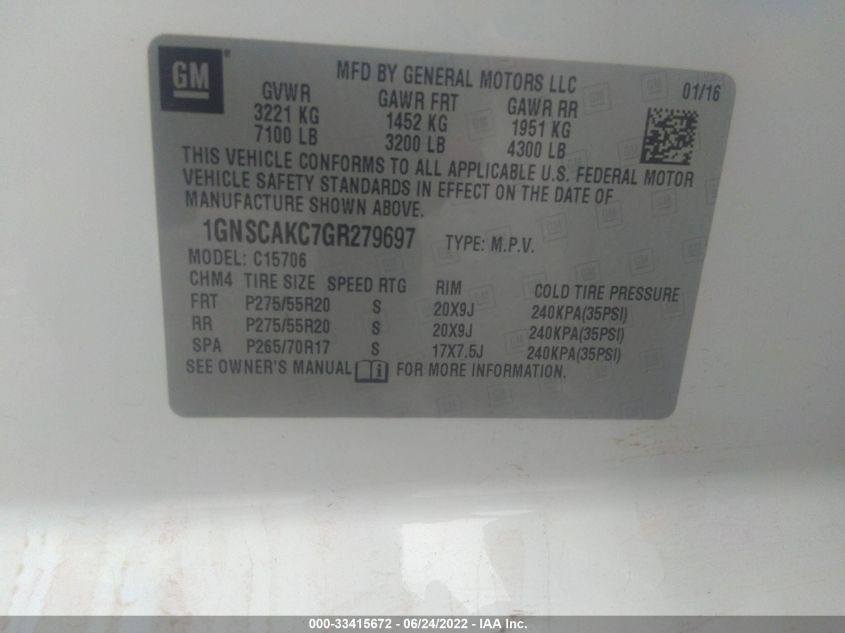 GM®
MFD BY GENERAL MOTORS LLC
01/16
GVWR GAWR FRT GAWR RR
3221 KG 1452 KG 1951 KG
7100 LB 3200 LB 4300 LB
THIS VEHICLE CONFORMS TO ALL APPLICABLE U.S. FEDERAL MOTOR
VEHICLE SAFETY STANDARDS IN EFFECT ON THE DATE OF
MANUFACTURE SHOWN ABOVE.
1GNSCAKC7GR279697 TYPE: M.P.V.
MODEL: C15706
CHM4 TIRE SIZE SPEED RTG RIM COLD TIRE PRESSURE
FRT P275/55R20 S 20X9J 240KPA(35PSI)
RR P275/55R20 S 20X9J 240KPA(35PSI)
SPA P265/70R17 S 17X7.5J 240KPA(35PSI)
SEE OWNER'S MANUAL FOR MORE INFORMATION.
000-33415672 - 06/24/2022 - IAA Inc.